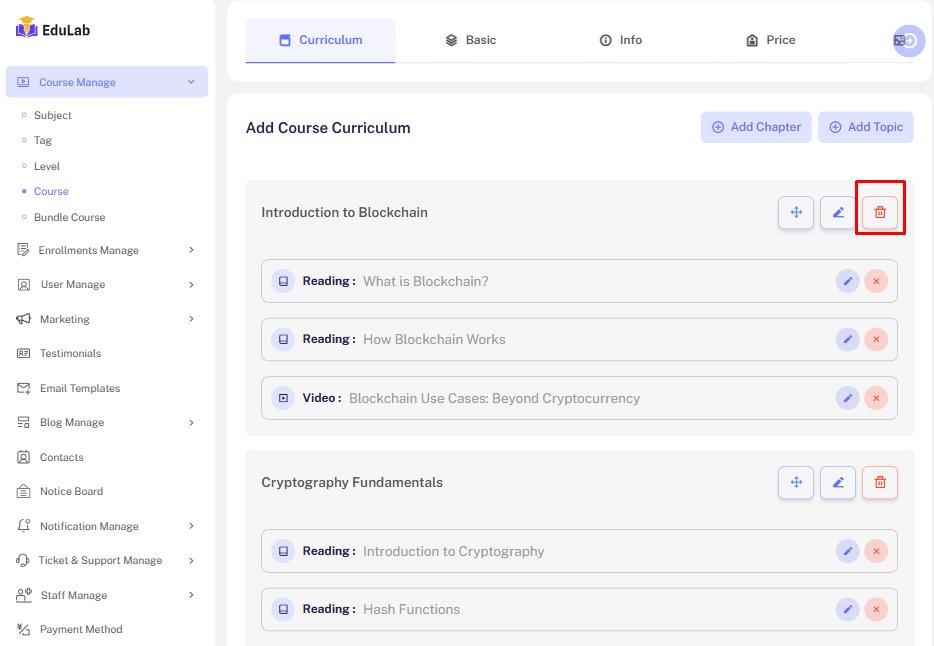 EduLab
Course Manage
Subject
Tag
Level
Course
Bundle Course
Enrollments Manage
User Manage
Marketing
Testimonials
Email Templates
Blog Manage
Contacts
Notice Board
Notification Manage
Ticket & Support Manage
Staff Manage
Payment Method
Curriculum
Basic
Info
Price
Add Course Curriculum
Add Chapter
Add Topic
Introduction to Blockchain
Reading : What is Blockchain?
Reading : How Blockchain Works
Video : Blockchain Use Cases: Beyond Cryptocurrency
Cryptography Fundamentals
Reading : Introduction to Cryptography
Reading : Hash Functions